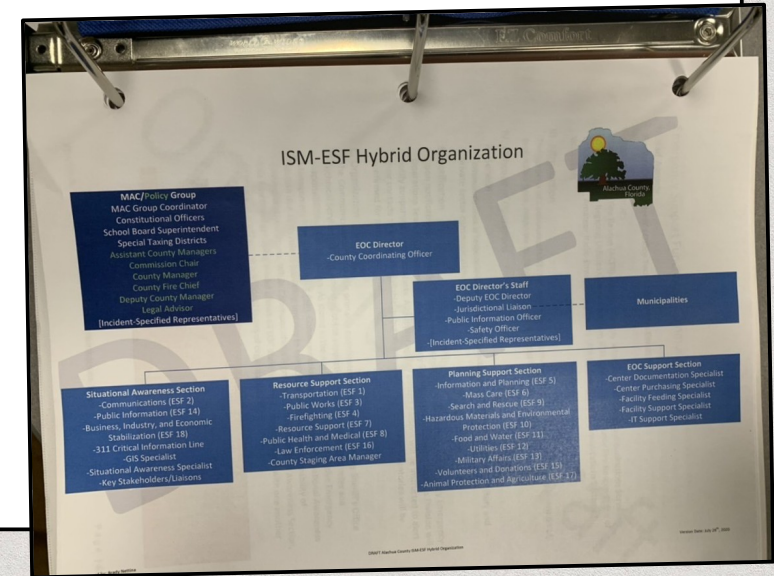 ISM-ESF Hybrid Organization
Alachua County,
Florida
MAC/Policy Group
MAC Group Coordinator
Constitutional Officers
School Board Superintendent
Special Taxing Districts
Assistant County Managers
Commission Chair
County Manager
County Fire Chief
Deputy County Manager
Legal Advisor
[Incident-Specified Representatives]
EOC Director
-County Coordinating Officer
EOC Director's Staff
-Deputy EOC Director
-Jurisdictional Liaison
-Public Information Officer
-Safety Officer
-[Incident-Specified Representatives]
Municipalities
Situational Awareness Section
-Communications (ESF 2)
-Public Information (ESF 14)
-Business, Industry, and Economic
Stabilization (ESF 18)
-311 Critical Information Line
-GIS Specialist
-Situational Awareness Specialist
-Key Stakeholders/Liaisons
Resource Support Section
-Transportation (ESF 1)
-Public Works (ESF 3)
-Firefighting (ESF 4)
-Resource Support (ESF 7)
-Public Health and Medical (ESF 8)
-Law Enforcement (ESF 16)
-County Staging Area Manager
Planning Support Section
-Information and Planning (ESF 5)
-Mass Care (ESF 6)
-Search and Rescue (ESF 9)
-Hazardous Materials and Environmental
Protection (ESF 10)
-Food and Water (ESF 11)
-Utilities (ESF 12)
-Military Affairs (ESF 13)
-Volunteers and Donations (ESF 15)
-Animal Protection and Agriculture (ESF 17)
EOC Support Section
-Center Documentation Specialist
-Center Purchasing Specialist
-Facility Feeding Specialist
-Facility Support Specialist
-IT Support Specialist
DRAFT
DRAFT Alachua County ISM-ESF Hybrid Organization